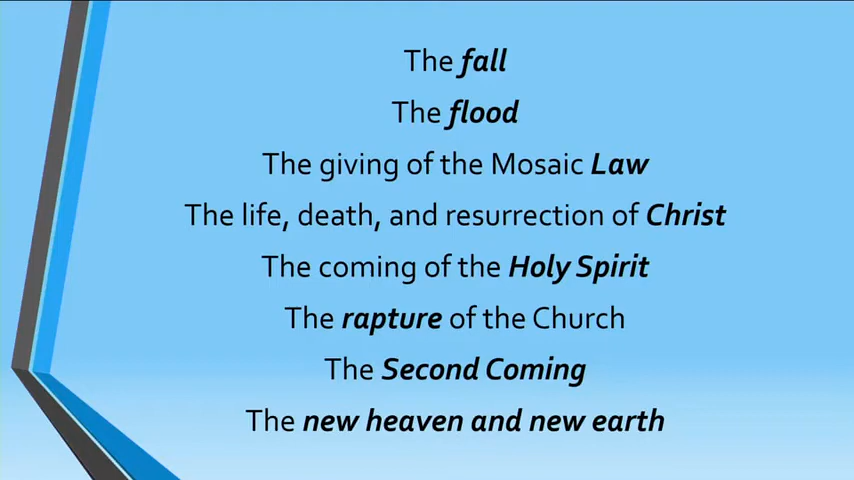 The fall
The flood
The giving of the Mosaic Law
The life, death, and resurrection of Christ
The coming of the Holy Spirit
The rapture of the Church
The Second Coming
The new heaven and new earth